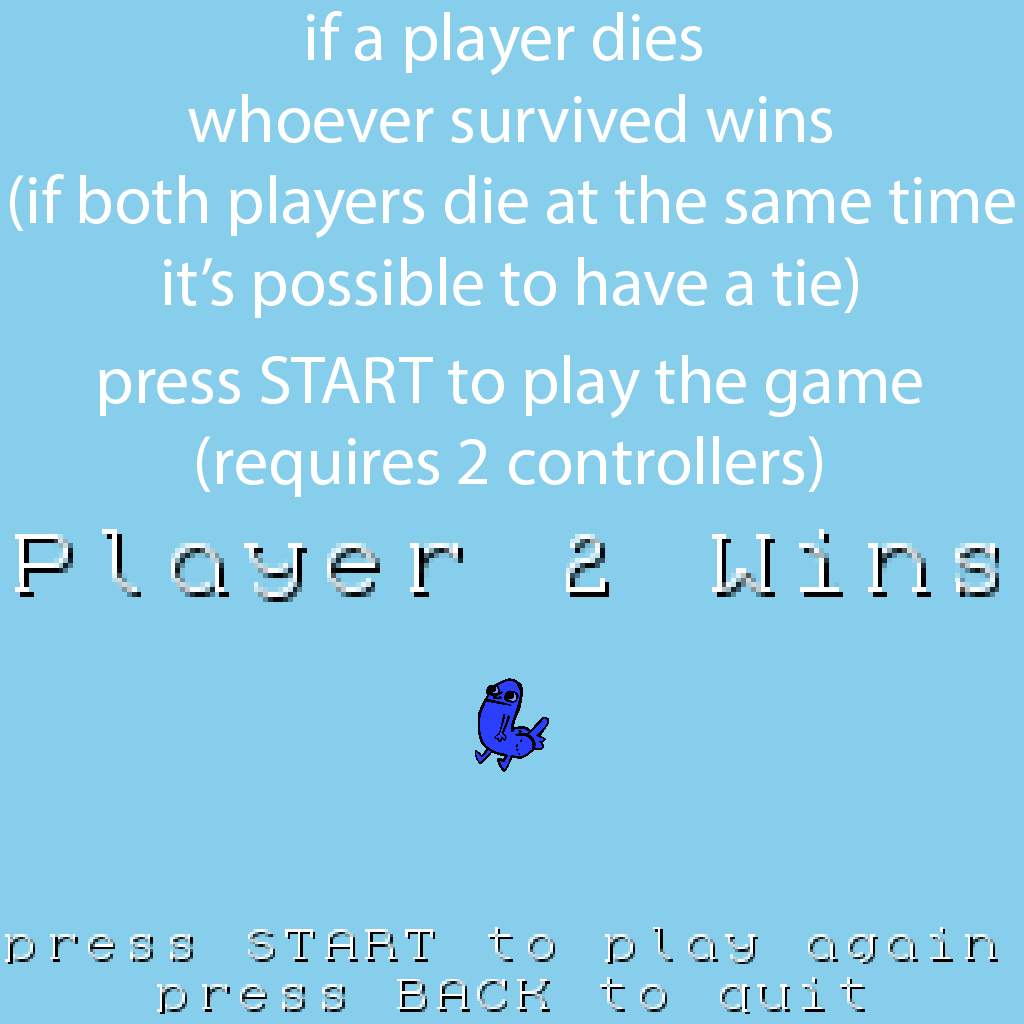 if a player dies
whoever survived wins
(if both players die at the same time
it’s possible to have a tie)
press START to play the game
(requires 2 controllers)
Player 2 Wins
press START to play again
press BACK to quit